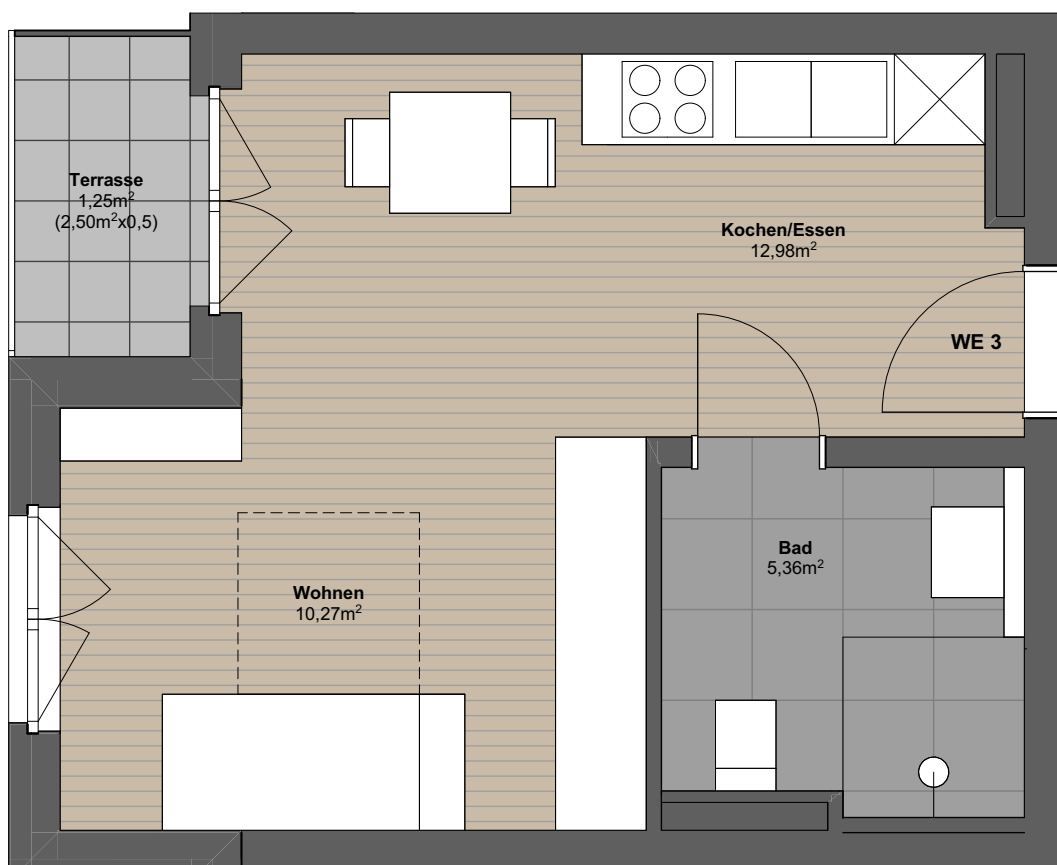 Terrasse
1,25m²
(2,50m²x0,5)
Kochen/Essen
12,98m²
WE 3
Bad
5,36m²
Wohnen
10,27m²